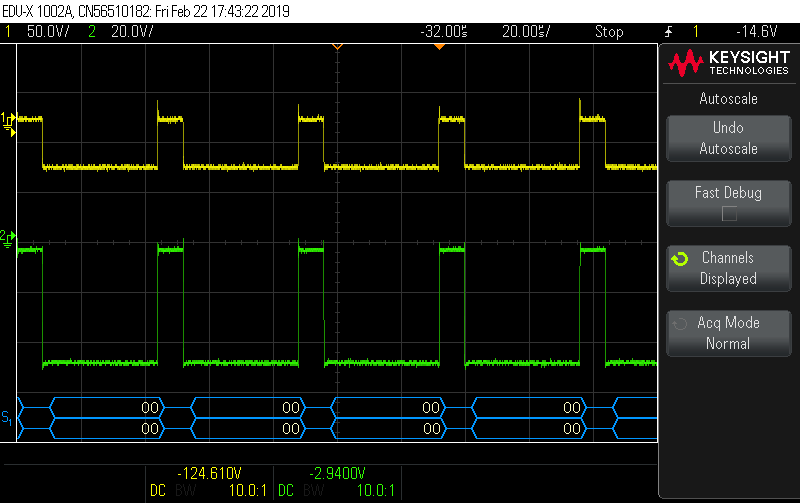 EDU-X 1002A, CN56510182: Fri Feb 22 17:43:22 2019
1 50.0V/ 2 20.0V/ -32.00µs 20.00µs/ Stop 1 -14.6V
KEYSIGHT
TECHNOLOGIES
Autoscale
Undo
Autoscale
Fast Debug
Channels
Displayed
Acq Mode
Normal
1
2
S1
00 00 00 00
00 00 00 00
-124.610V -2.9400V
DC BW 10.0:1 DC BW 10.0:1